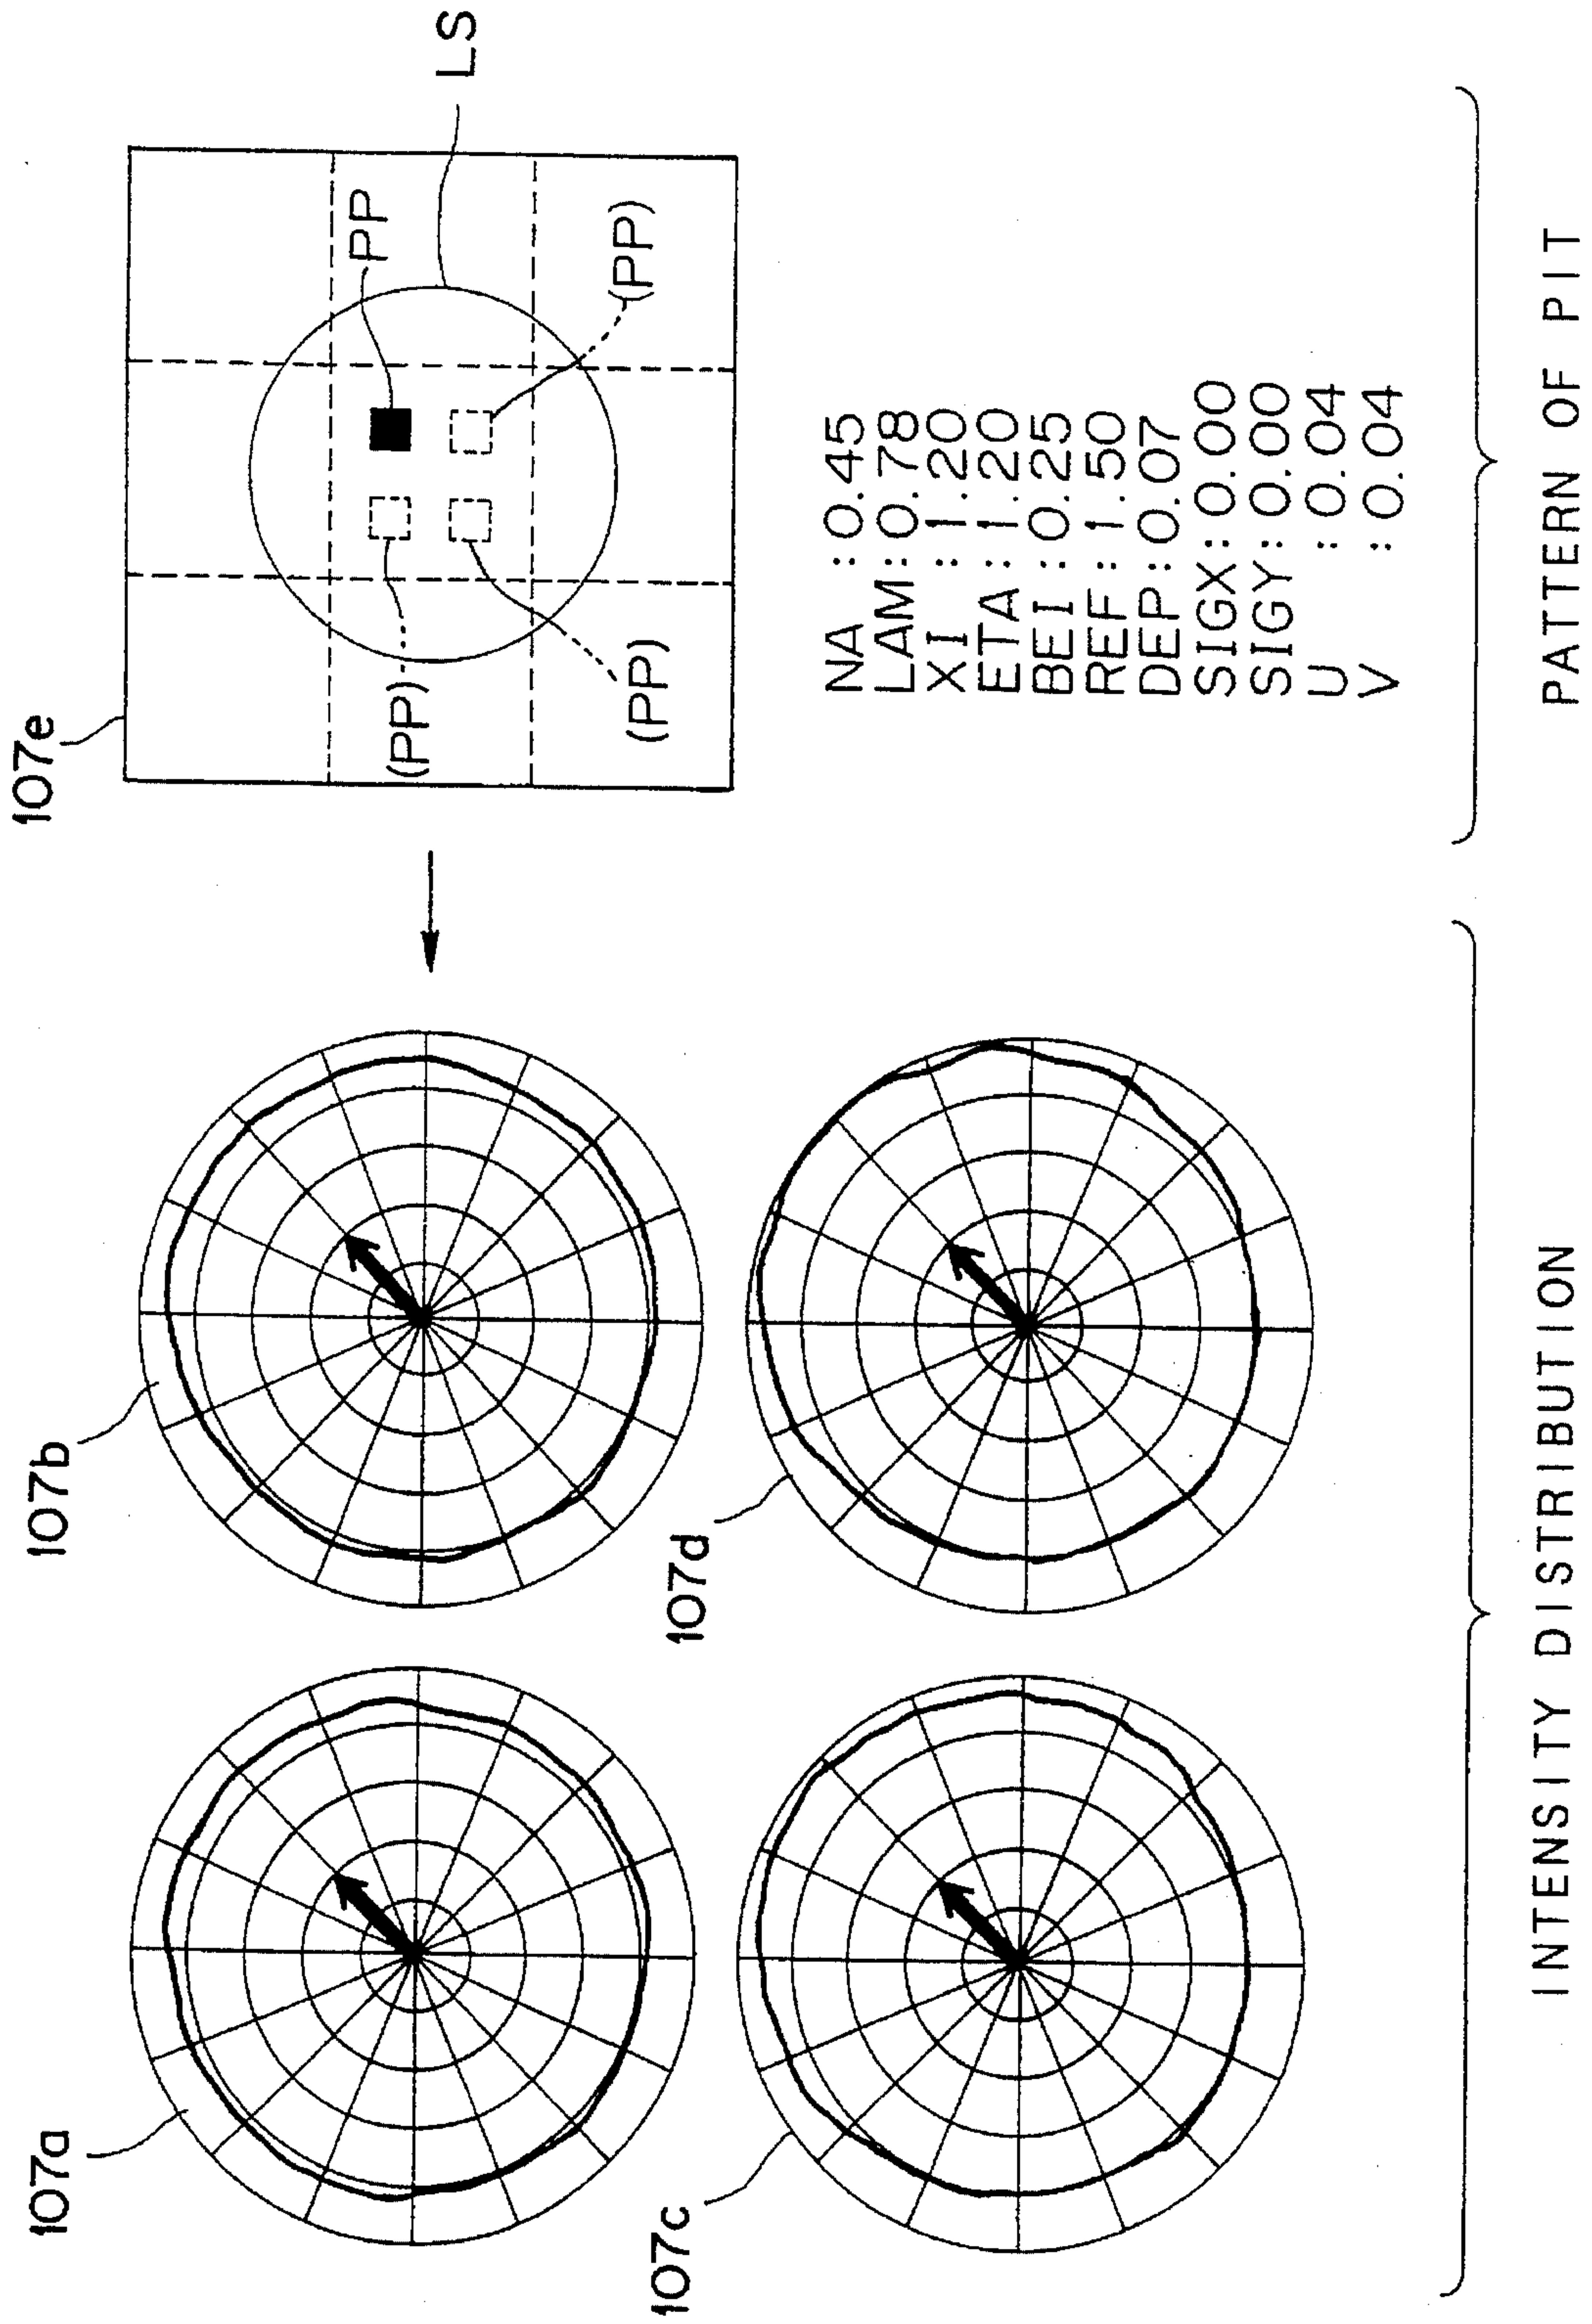 107a
107b
107c
107d
INTENSITY DISTRIBUTION
107e
LS
PP
(PP)
(PP)
(PP)
NA : 0.45
LAM : 0.78
XI : 1.20
ETA : 1.20
BEI : 0.25
REF : 1.50
DEP : 0.07
SIGX : 0.00
SIGY : 0.00
U : 0.04
V : 0.04
PATTERN OF PIT